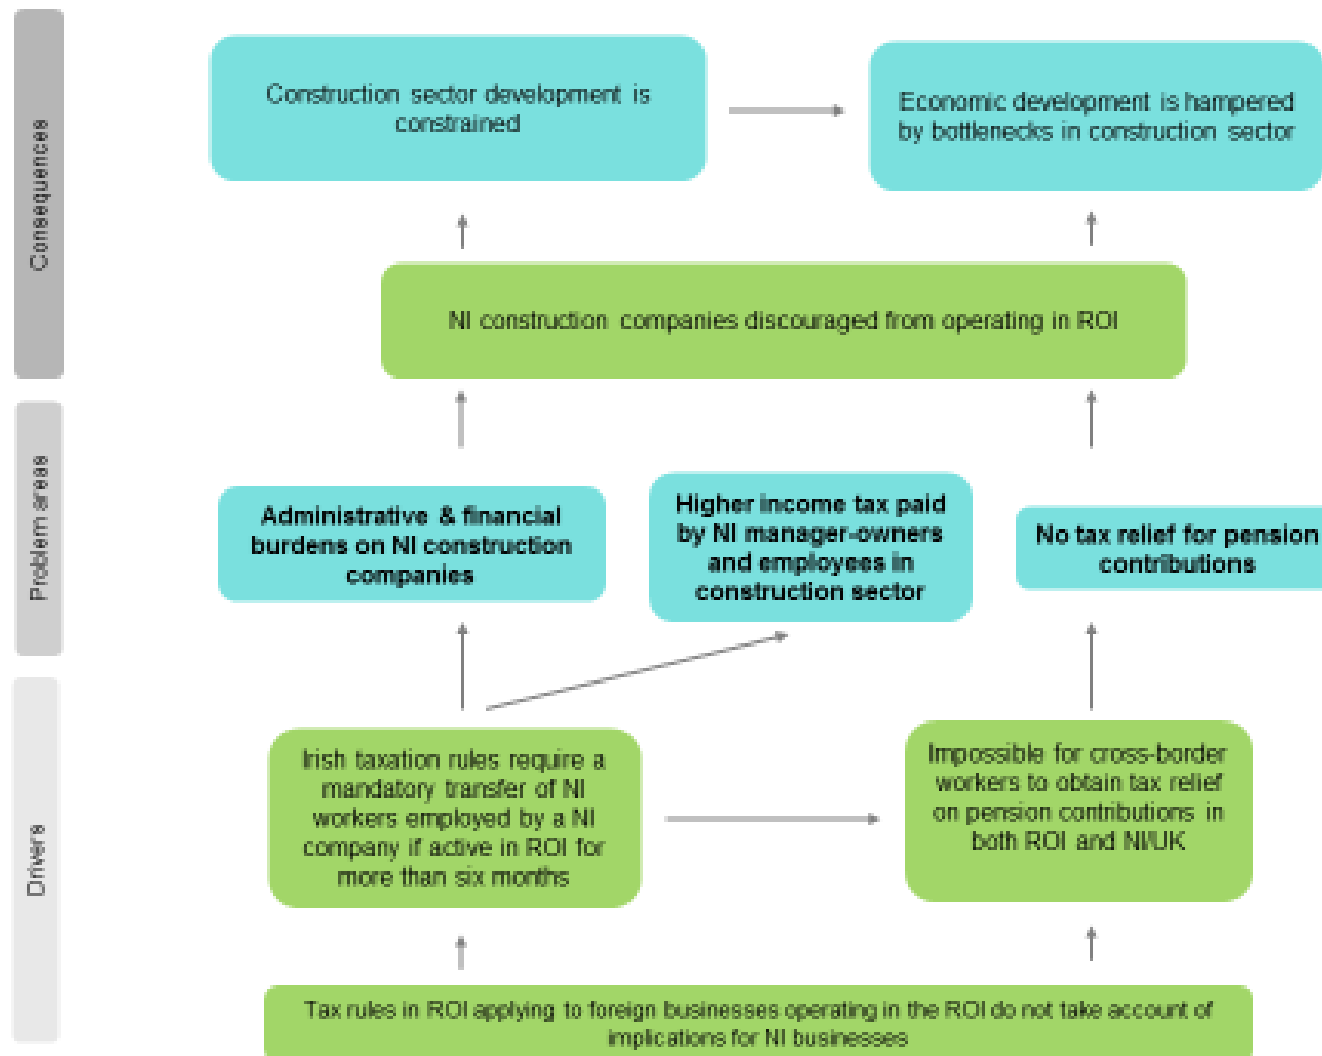 Consequences
Construction sector development is
constrained
Economic development is hampered
by bottlenecks in construction sector
NI construction companies discouraged from operating in ROI
Problem areas
Administrative & financial
burdens on NI construction
companies
Higher income tax paid
by NI manager-owners
and employees in
construction sector
No tax relief for pension
contributions
Drivers
Irish taxation rules require a
mandatory transfer of NI
workers employed by a NI
company if active in ROI for
more than six months
Impossible for cross-border
workers to obtain tax relief
on pension contributions in
both ROI and NI/UK
Tax rules in ROI applying to foreign businesses operating in the ROI do not take account of
implications for NI businesses